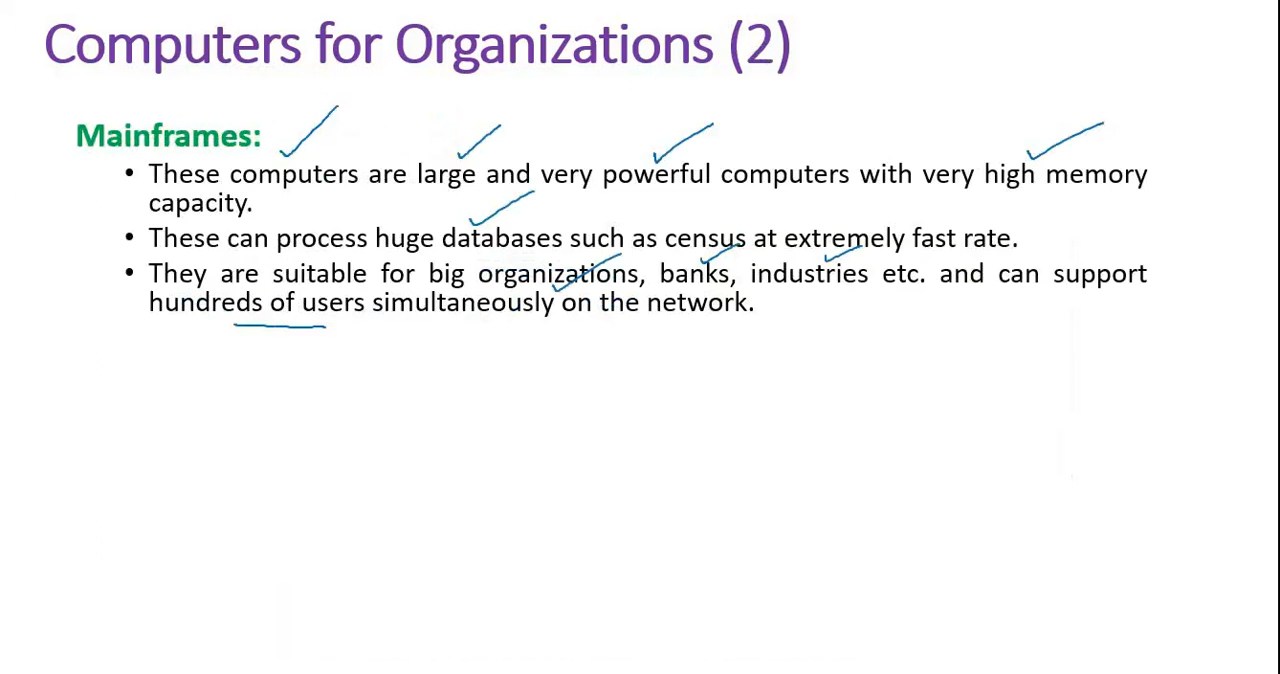 Computers for Organizations (2)
Mainframes:
• These computers are large and very powerful computers with very high memory
capacity.
• These can process huge databases such as census at extremely fast rate.
• They are suitable for big organizations, banks, industries etc. and can support
hundreds of users simultaneously on the network.